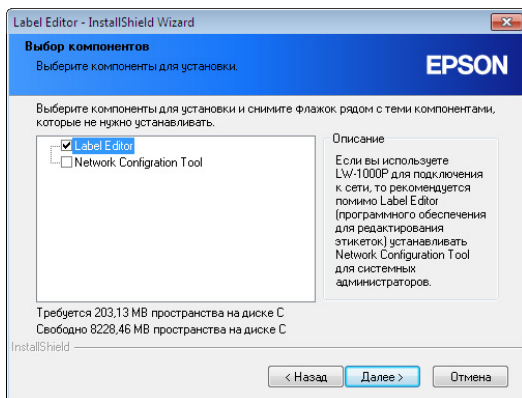 Label Editor - InstallShield Wizard
Выбор компонентов
Выберите компоненты для установки.
EPSON
Выберите компоненты для установки и снимите флажок рядом с теми компонентами,
которые не нужно устанавливать.
Label Editor
Network Configration Tool
Описание
Если вы используете
LW-1000P для подключения
к сети, то рекомендуется
помимо Label Editor
(программного обеспечения
для редактирования
этикеток) устанавливать
Network Configuration Tool
для системных
администраторов.
Требуется 203,13 MB пространства на диске C
Свободно 8228,46 MB пространства на диске C
InstallShield
< Назад
Далее >
Отмена